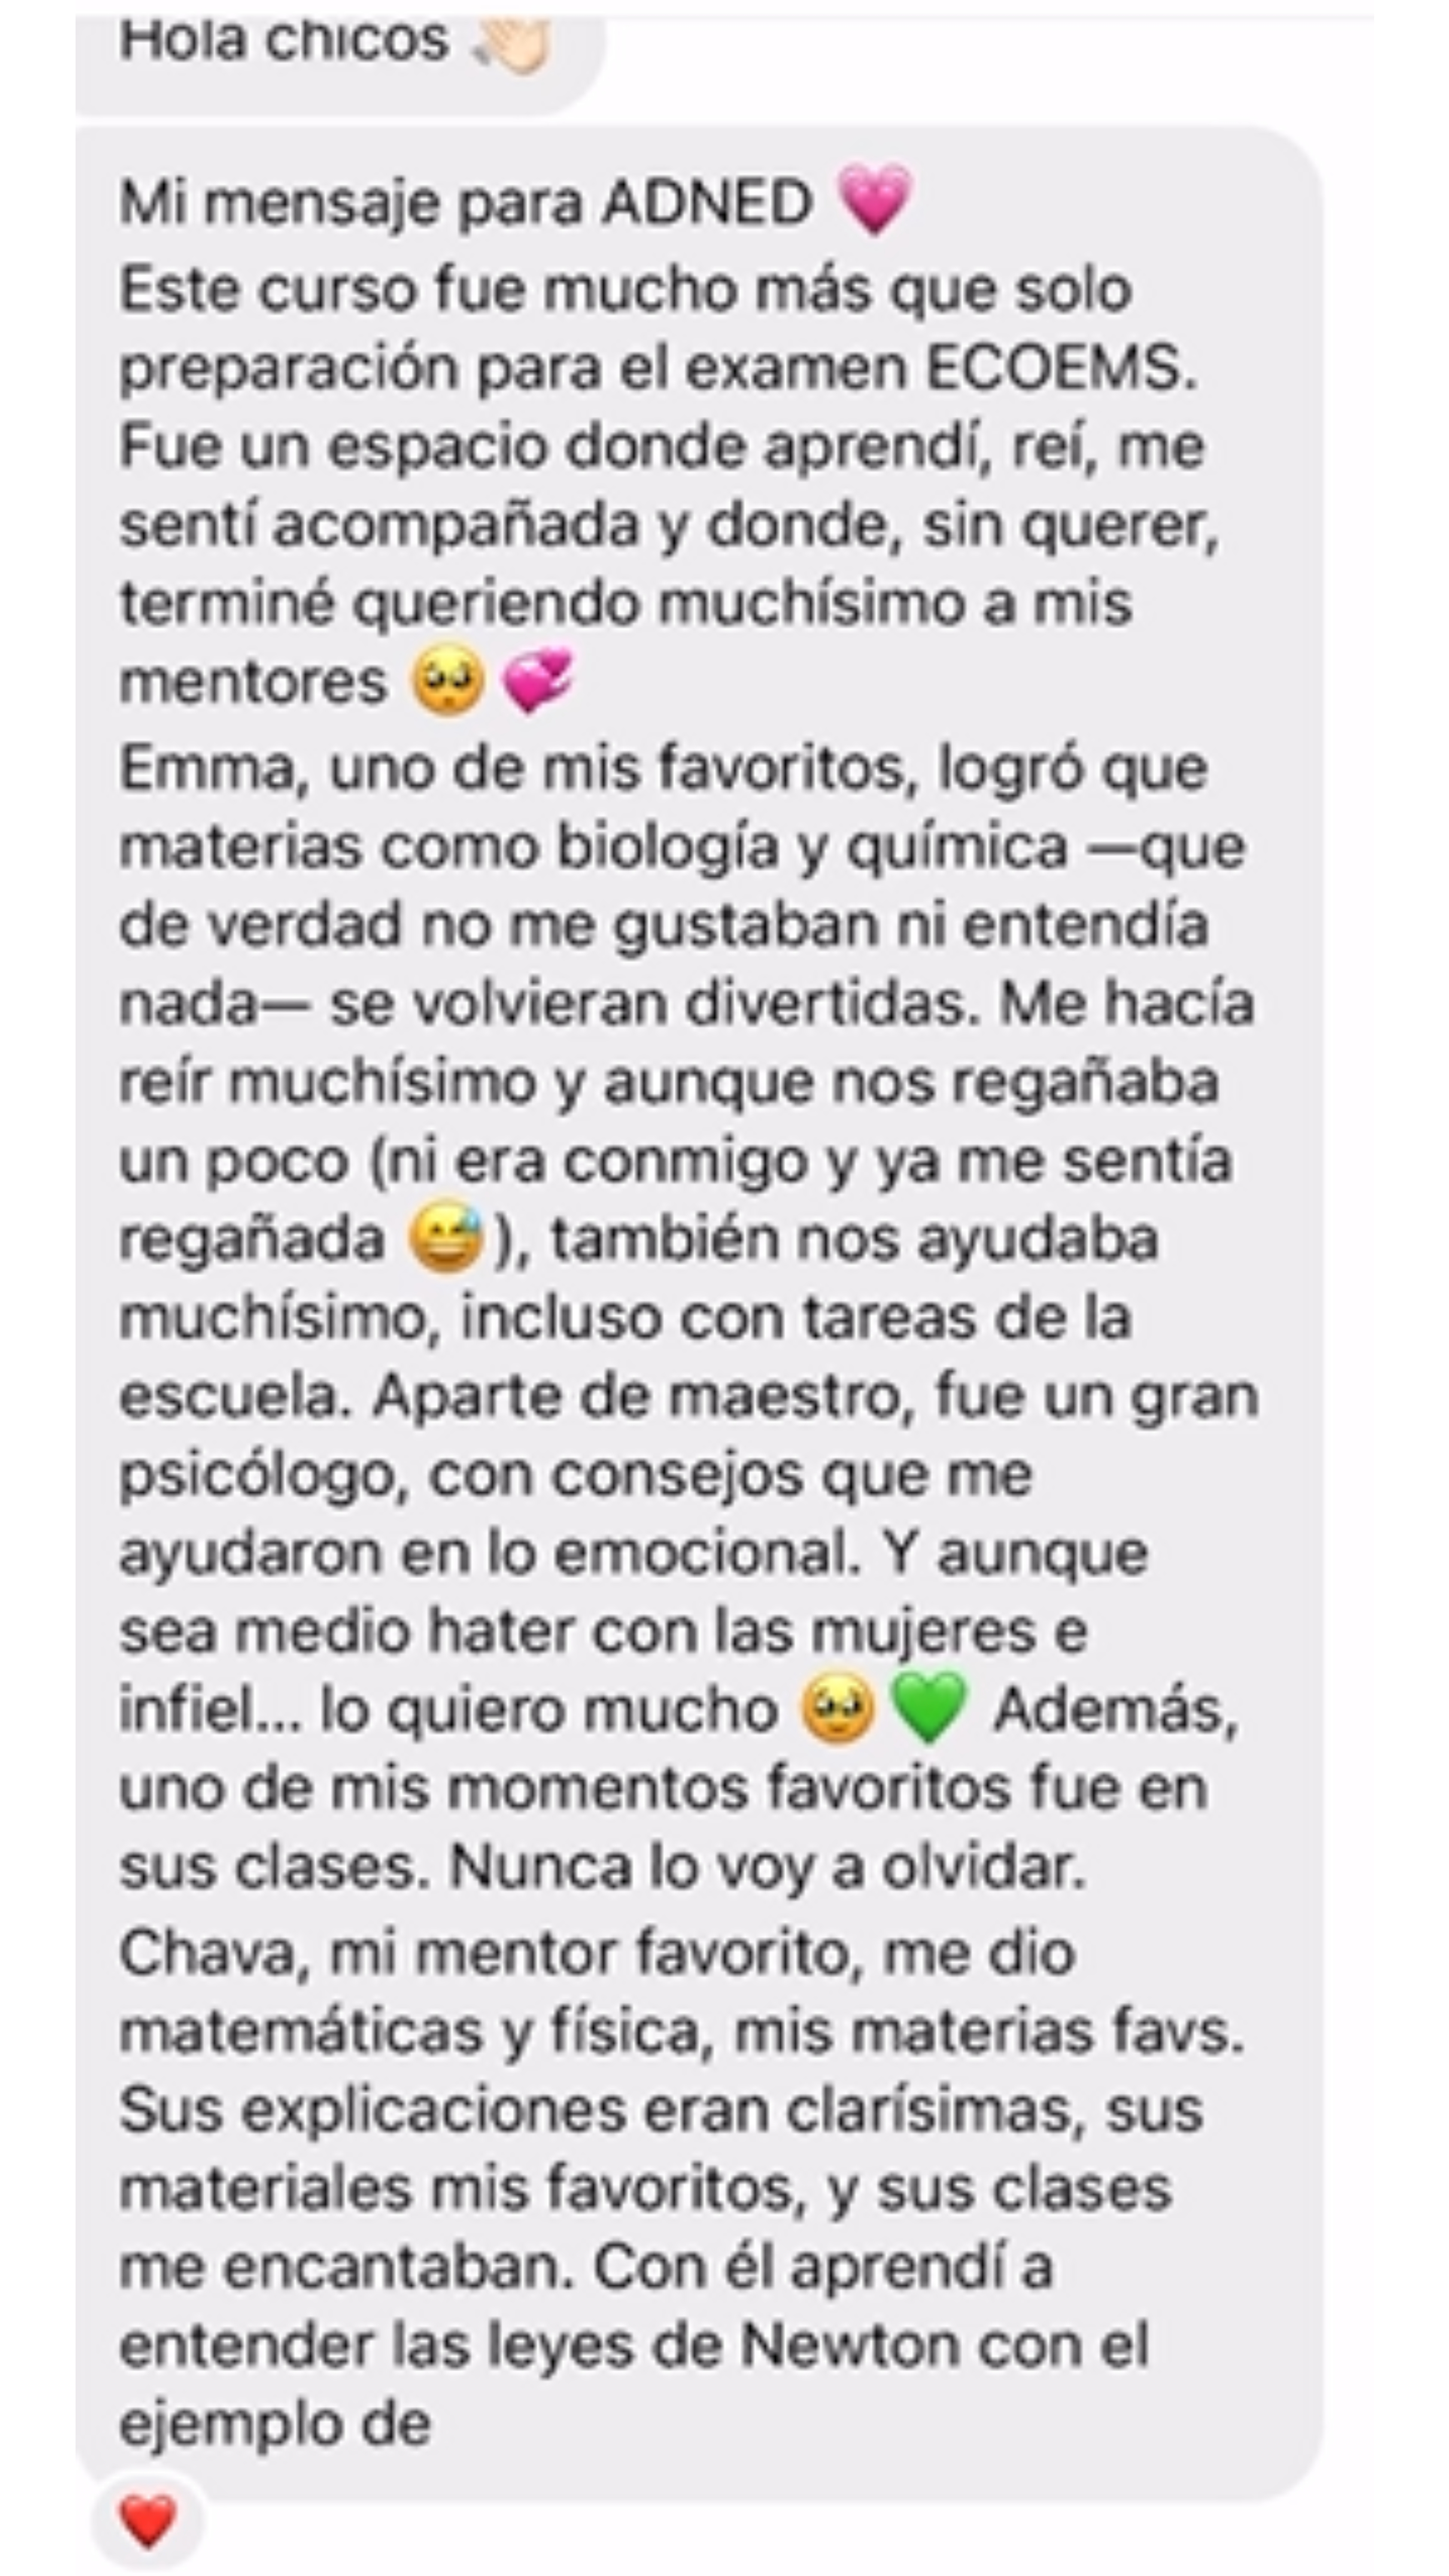 Hola chicos 👋🏻
Mi mensaje para ADNED 💗
Este curso fue mucho más que solo
preparación para el examen ECOEMS.
Fue un espacio donde aprendí, reí, me
sentí acompañada y donde, sin querer,
terminé queriendo muchísimo a mis
mentores 🥺💞
Emma, uno de mis favoritos, logró que
materias como biología y química —que
de verdad no me gustaban ni entendía
nada— se volvieran divertidas. Me hacía
reír muchísimo y aunque nos regañaba
un poco (ni era conmigo y ya me sentía
regañada 😅), también nos ayudaba
muchísimo, incluso con tareas de la
escuela. Aparte de maestro, fue un gran
psicólogo, con consejos que me
ayudaron en lo emocional. Y aunque
sea medio hater con las mujeres e
infiel... lo quiero mucho 🥹💚 Además,
uno de mis momentos favoritos fue en
sus clases. Nunca lo voy a olvidar.
Chava, mi mentor favorito, me dio
matemáticas y física, mis materias favs.
Sus explicaciones eran clarísimas, sus
materiales mis favoritos, y sus clases
me encantaban. Con él aprendí a
entender las leyes de Newton con el
ejemplo de
❤️